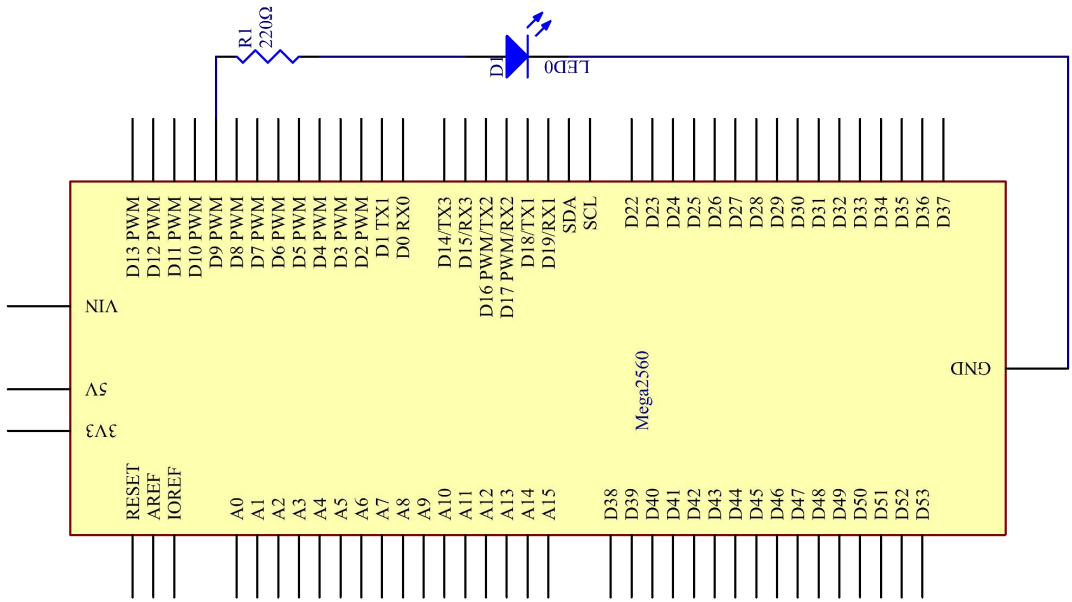 R1
220Ω
D1
LED0
D13 PWM
D12 PWM
D11 PWM
D10 PWM
D9 PWM
D8 PWM
D7 PWM
D6 PWM
D5 PWM
D4 PWM
D3 PWM
D2 PWM
D1 TX1
D0 RX0
D14/TX3
D15/RX3
D16 PWM/TX2
D17 PWM/RX2
D18/TX1
D19/RX1
SDA
SCL
D22
D23
D24
D25
D26
D27
D28
D29
D30
D31
D32
D33
D34
D35
D36
D37
VIN
5V
3V3
Mega2560
GND
RESET
AREF
IOREF
A0
A1
A2
A3
A4
A5
A6
A7
A8
A9
A10
A11
A12
A13
A14
A15
D38
D39
D40
D41
D42
D43
D44
D45
D46
D47
D48
D49
D50
D51
D52
D53